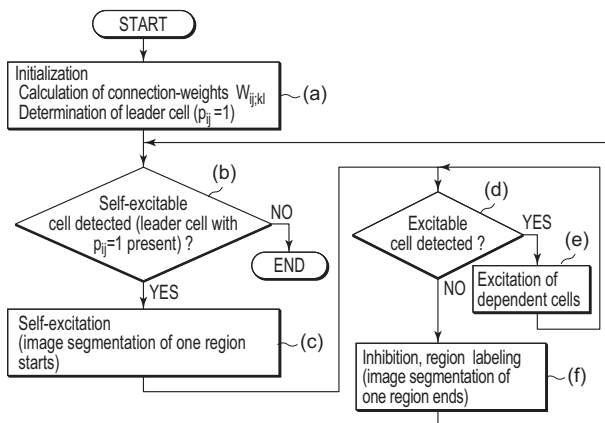 START
Initialization
Calculation of connection-weights W_ij;kl
Determination of leader cell (p_ij =1)
(a)
(b)
Self-excitable
cell detected (leader cell with
p_ij=1 present) ?
NO
END
YES
Self-excitation
(image segmentation of one region
starts)
(c)
(d)
Excitable
cell detected ?
YES
(e)
Excitation of
dependent cells
NO
Inhibition, region labeling
(image segmentation of
one region ends)
(f)